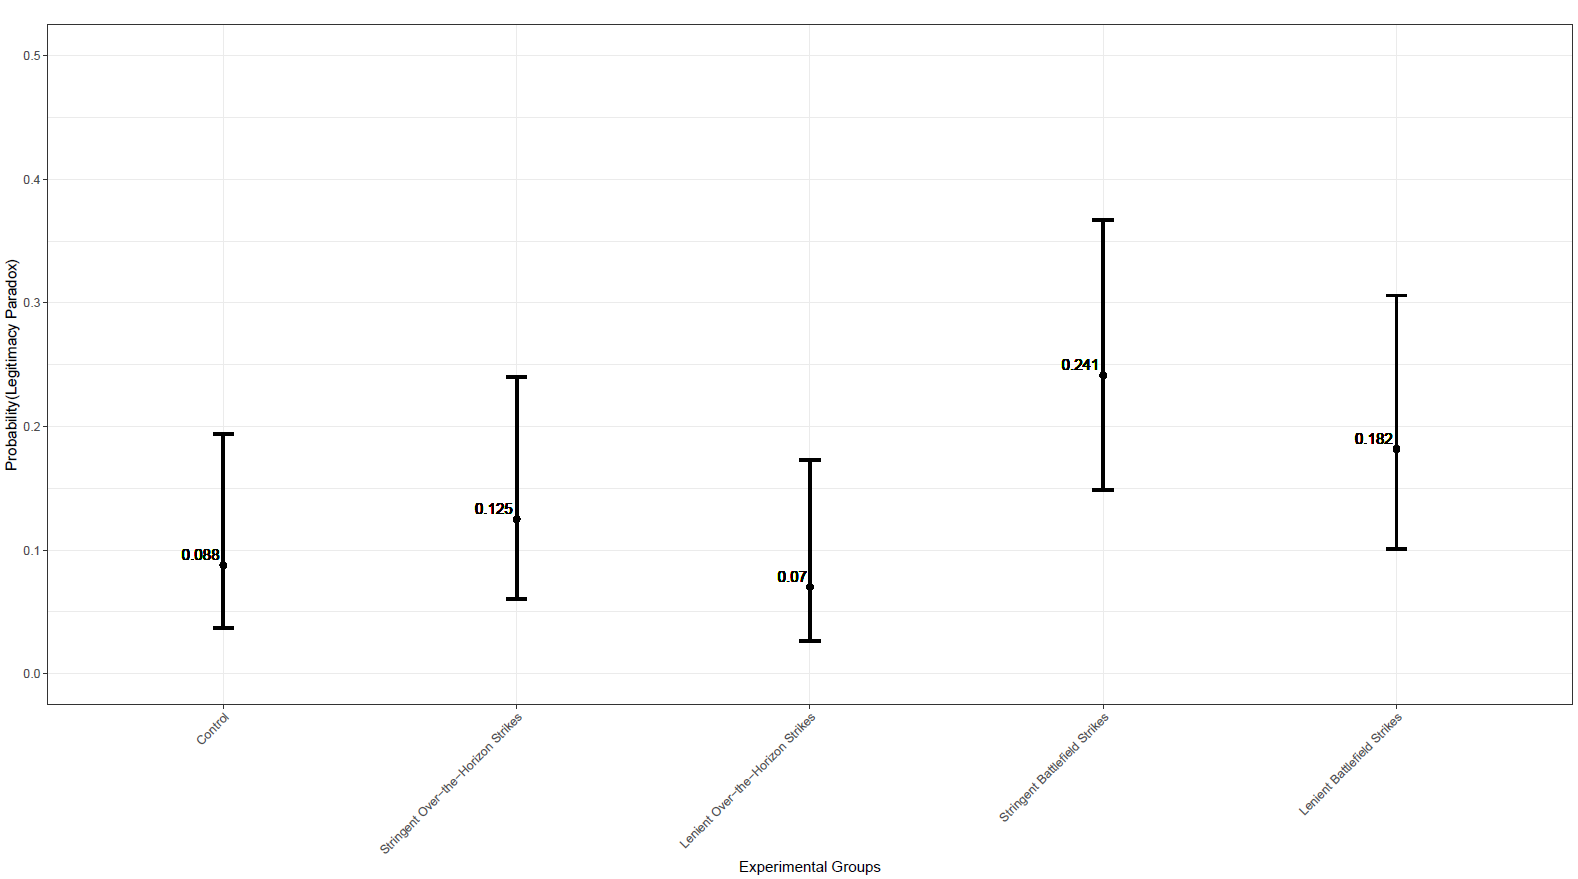 0.5
0.4
0.3
0.2
0.1
0.0
Probability(Legitimacy Paradox)
0.088
0.125
0.07
0.241
0.182
Control
Stringent Over−the−Horizon Strikes
Lenient Over−the−Horizon Strikes
Stringent Battlefield Strikes
Lenient Battlefield Strikes
Experimental Groups